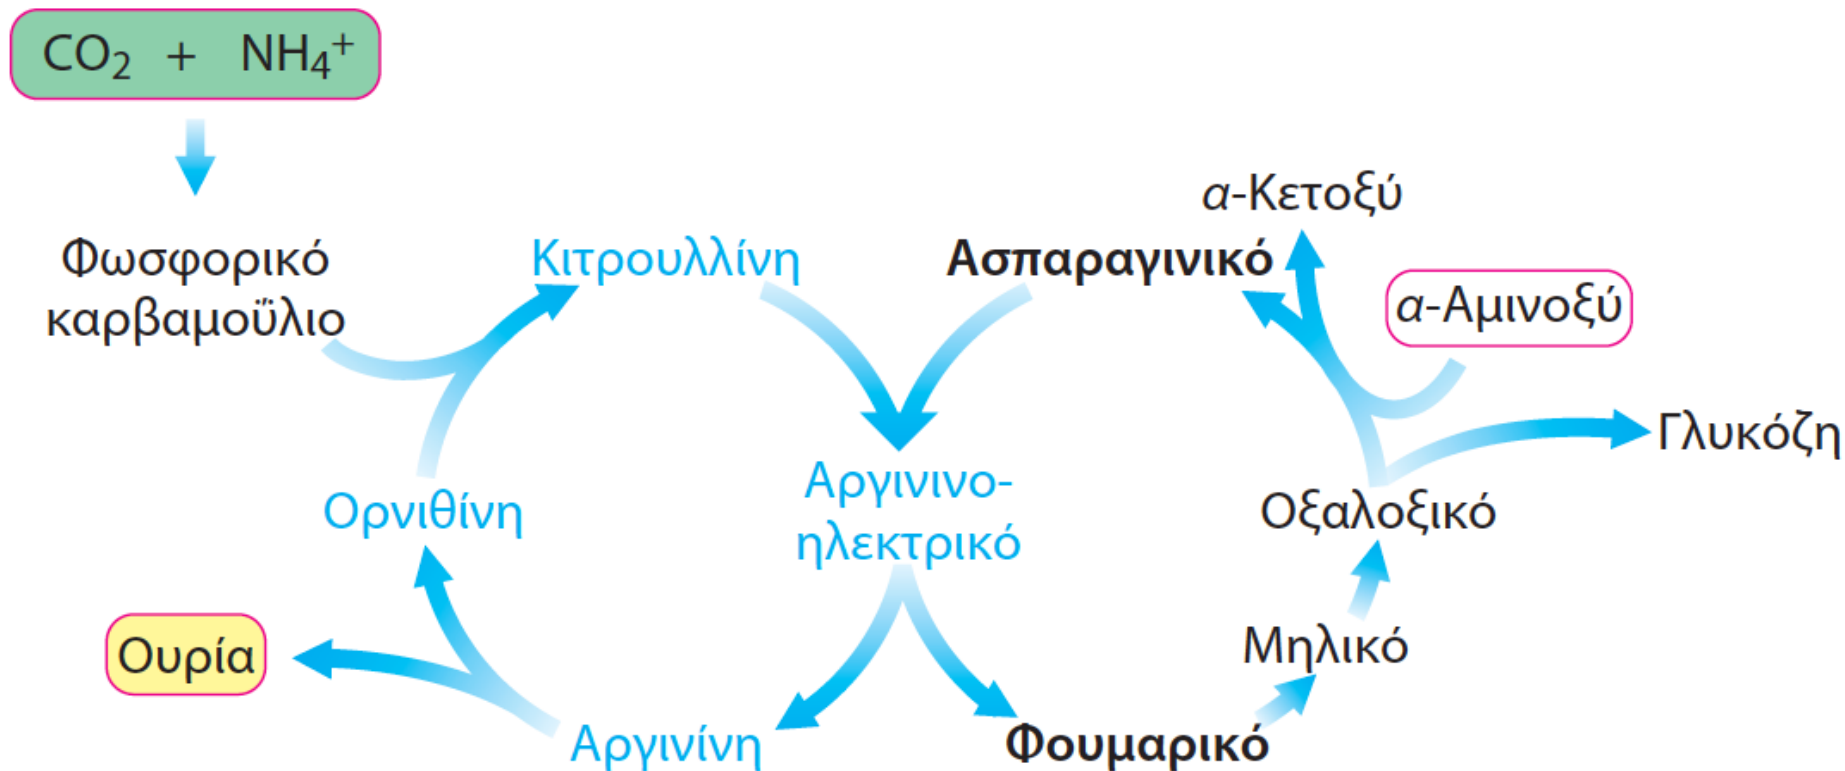 CO₂ + NH₄⁺
α-Κετοξύ
Φωσφορικό
καρβαμοΰλιο
Κιτρουλλίνη
Ασπαραγινικό
α-Αμινοξύ
Γλυκόζη
Αργινινο-
ηλεκτρικό
Ορνιθίνη
Οξαλοξικό
Ουρία
Μηλικό
Αργινίνη
Φουμαρικό